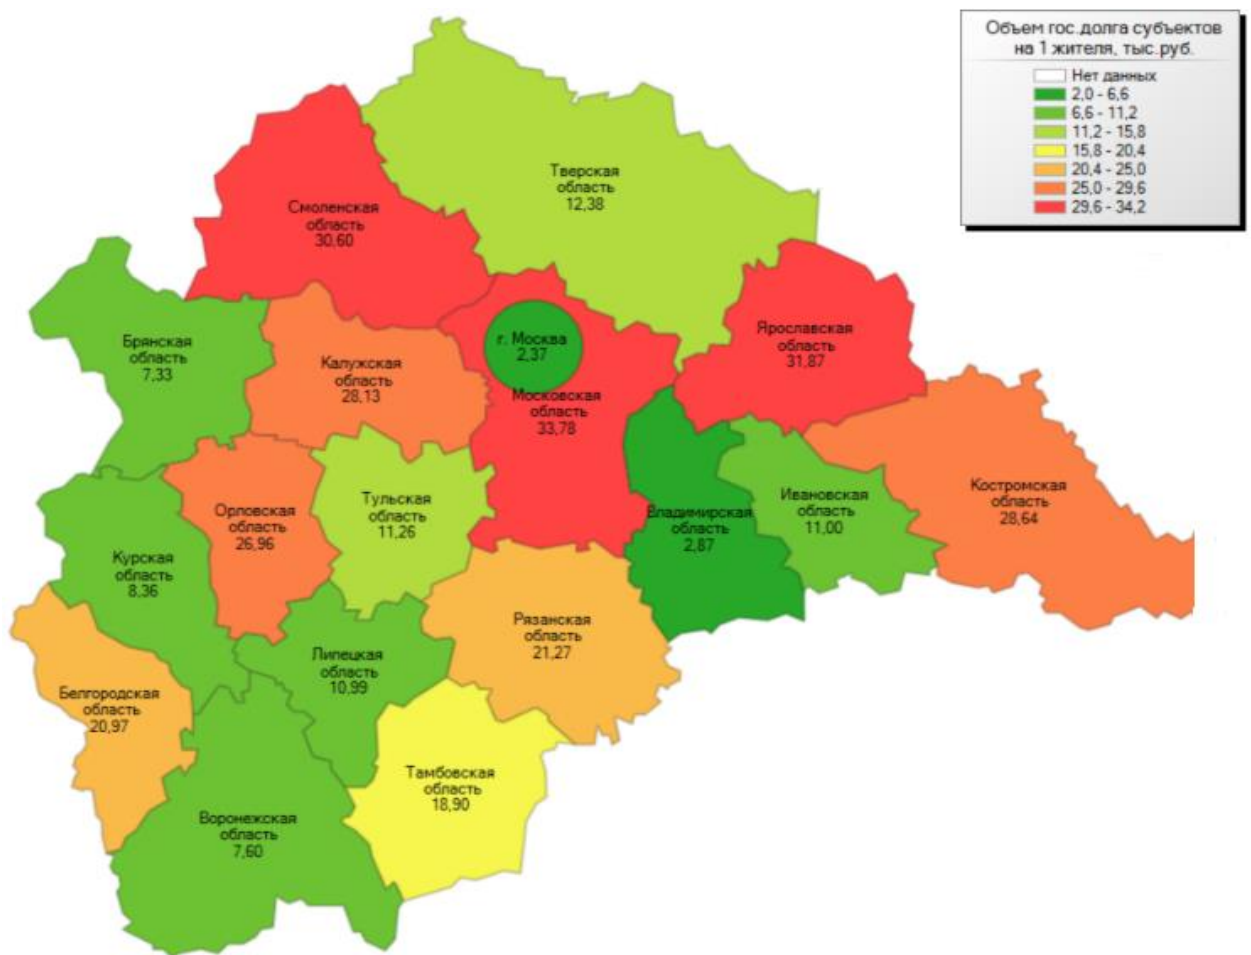 Объем гос.долга субъектов
на 1 жителя, тыс.руб.
Нет данных
2,0 - 6,6
6,6 - 11,2
11,2 - 15,8
15,8 - 20,4
20,4 - 25,0
25,0 - 29,6
29,6 - 34,2
Тверская
область
12,38
Смоленская
область
30,60
Ярославская
область
31,87
г. Москва
2,37
Брянская
область
7,33
Калужская
область
28,13
Московская
область
33,78
Костромская
область
28,64
Ивановская
область
11,00
Владимирская
область
2,87
Тульская
область
11,26
Орловская
область
26,96
Курская
область
8,36
Рязанская
область
21,27
Липецкая
область
10,99
Белгородская
область
20,97
Тамбовская
область
18,90
Воронежская
область
7,60